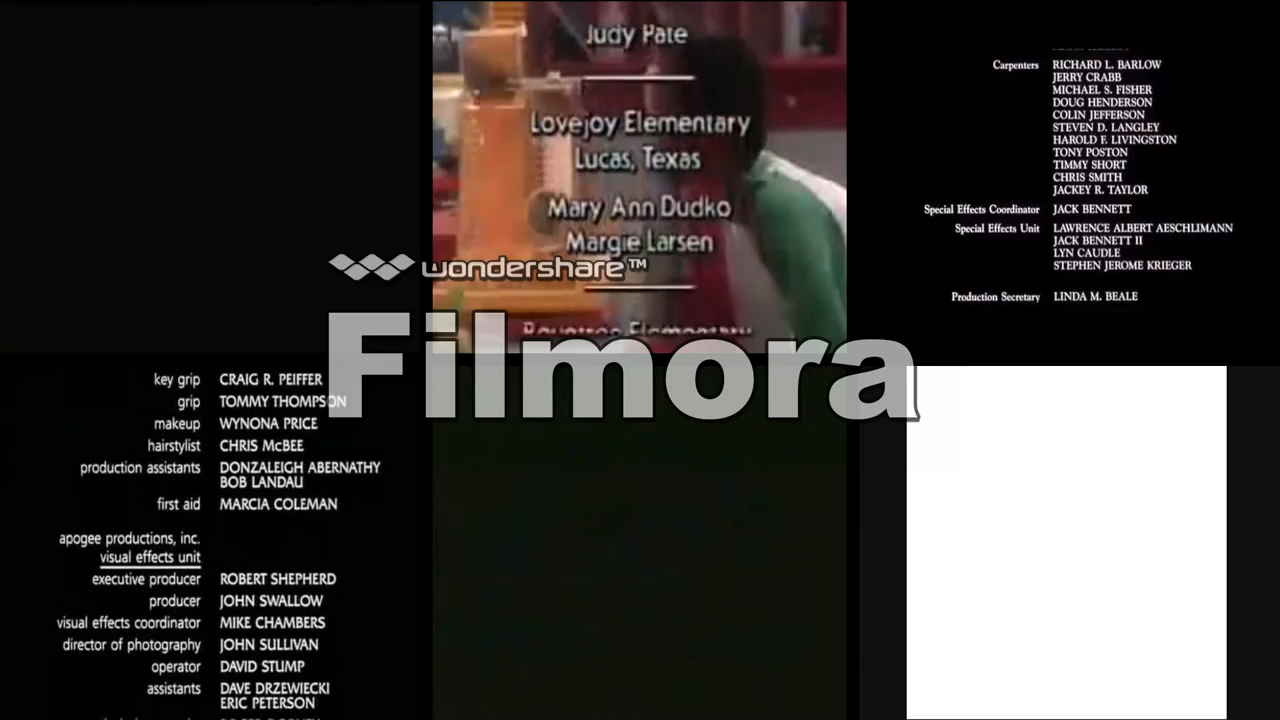 Judy Pate
Lovejoy Elementary
Lucas, Texas
Mary Ann Dudko
Margie Larsen
Rountree Elementary
Carpenters RICHARD L. BARLOW
JERRY CRABB
MICHAEL S. FISHER
DOUG HENDERSON
COLIN JEFFERSON
STEVEN D. LANGLEY
HAROLD F. LIVINGSTON
TONY POSTON
TIMMY SHORT
CHRIS SMITH
JACKEY R. TAYLOR
Special Effects Coordinator JACK BENNETT
Special Effects Unit LAWRENCE ALBERT AESCHLIMANN
JACK BENNETT II
LYN CAUDLE
STEPHEN JEROME KRIEGER
Production Secretary LINDA M. BEALE
wondershare™
Filmora
key grip CRAIG R. PEIFFER
grip TOMMY THOMPSON
makeup WYNONA PRICE
hairstylist CHRIS McBEE
production assistants DONZALEIGH ABERNATHY
BOB LANDAU
first aid MARCIA COLEMAN
apogee productions, inc.
visual effects unit
executive producer ROBERT SHEPHERD
producer JOHN SWALLOW
visual effects coordinator MIKE CHAMBERS
director of photography JOHN SULLIVAN
operator DAVID STUMP
assistants DAVE DRZEWIECKI
ERIC PETERSON